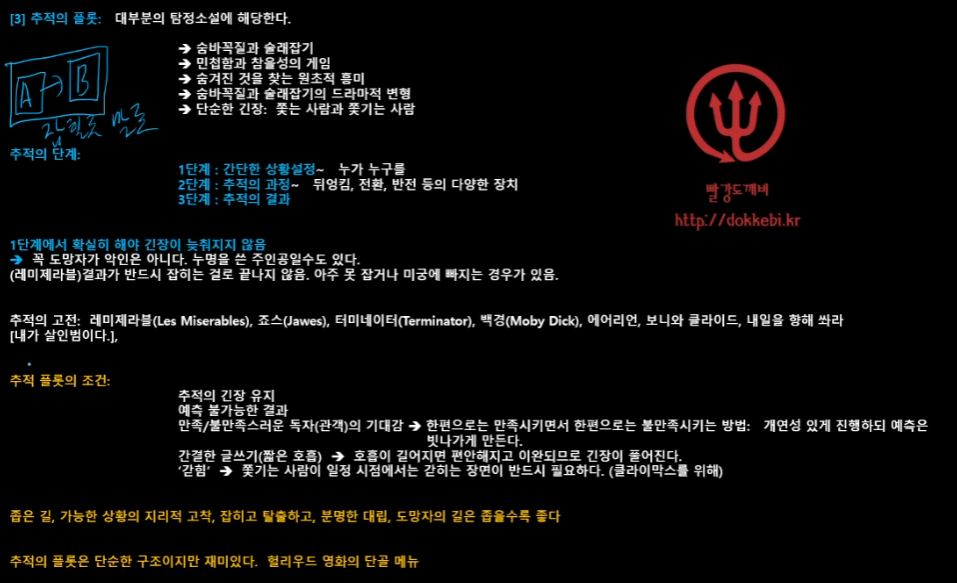 [3] 추적의 플롯:   대부분의 탐정소설에 해당한다.
➔ 숨바꼭질과 술래잡기
➔ 민첩함과 참을성의 게임
➔ 숨겨진 것을 찾는 원초적 흥미
➔ 숨바꼭질과 술래잡기의 드라마적 변형
➔ 단순한 긴장:  쫓는 사람과 쫓기는 사람
A → B
추적의 단계:
1단계 : 간단한 상황설정~   누가 누구를
2단계 : 추적의 과정~   뒤엉킴, 전환, 반전 등의 다양한 장치
3단계 : 추적의 결과
빨강도깨비
http://dokkebi.kr
1단계에서 확실히 해야 긴장이 늦춰지지 않음
➔  꼭 도망자가 악인은 아니다. 누명을 쓴 주인공일수도 있다.
(레미제라블)결과가 반드시 잡히는 걸로 끝나지 않음. 아주 못 잡거나 미궁에 빠지는 경우가 있음.
추적의 고전:  레미제라블(Les Miserables), 죠스(Jawes), 터미네이터(Terminator), 백경(Moby Dick), 에어리언, 보니와 클라이드, 내일을 향해 쏴라
[내가 살인범이다.],
추적 플롯의 조건:
추적의 긴장 유지
예측 불가능한 결과
만족/불만족스러운 독자(관객)의 기대감 ➔ 한편으로는 만족시키면서 한편으로는 불만족시키는 방법:   개연성 있게 진행하되 예측은
빗나가게 만든다.
간결한 글쓰기(짧은 호흡)  ➔  호흡이 길어지면 편안해지고 이완되므로 긴장이 풀어진다.
‘갇힘’  ➔  쫓기는 사람이 일정 시점에서는 갇히는 장면이 반드시 필요하다. (클라이막스를 위해)
좁은 길, 가능한 상황의 지리적 고착, 잡히고 탈출하고, 분명한 대립, 도망자의 길은 좁을수록 좋다
추적의 플롯은 단순한 구조이지만 재미있다.  헐리우드 영화의 단골 메뉴